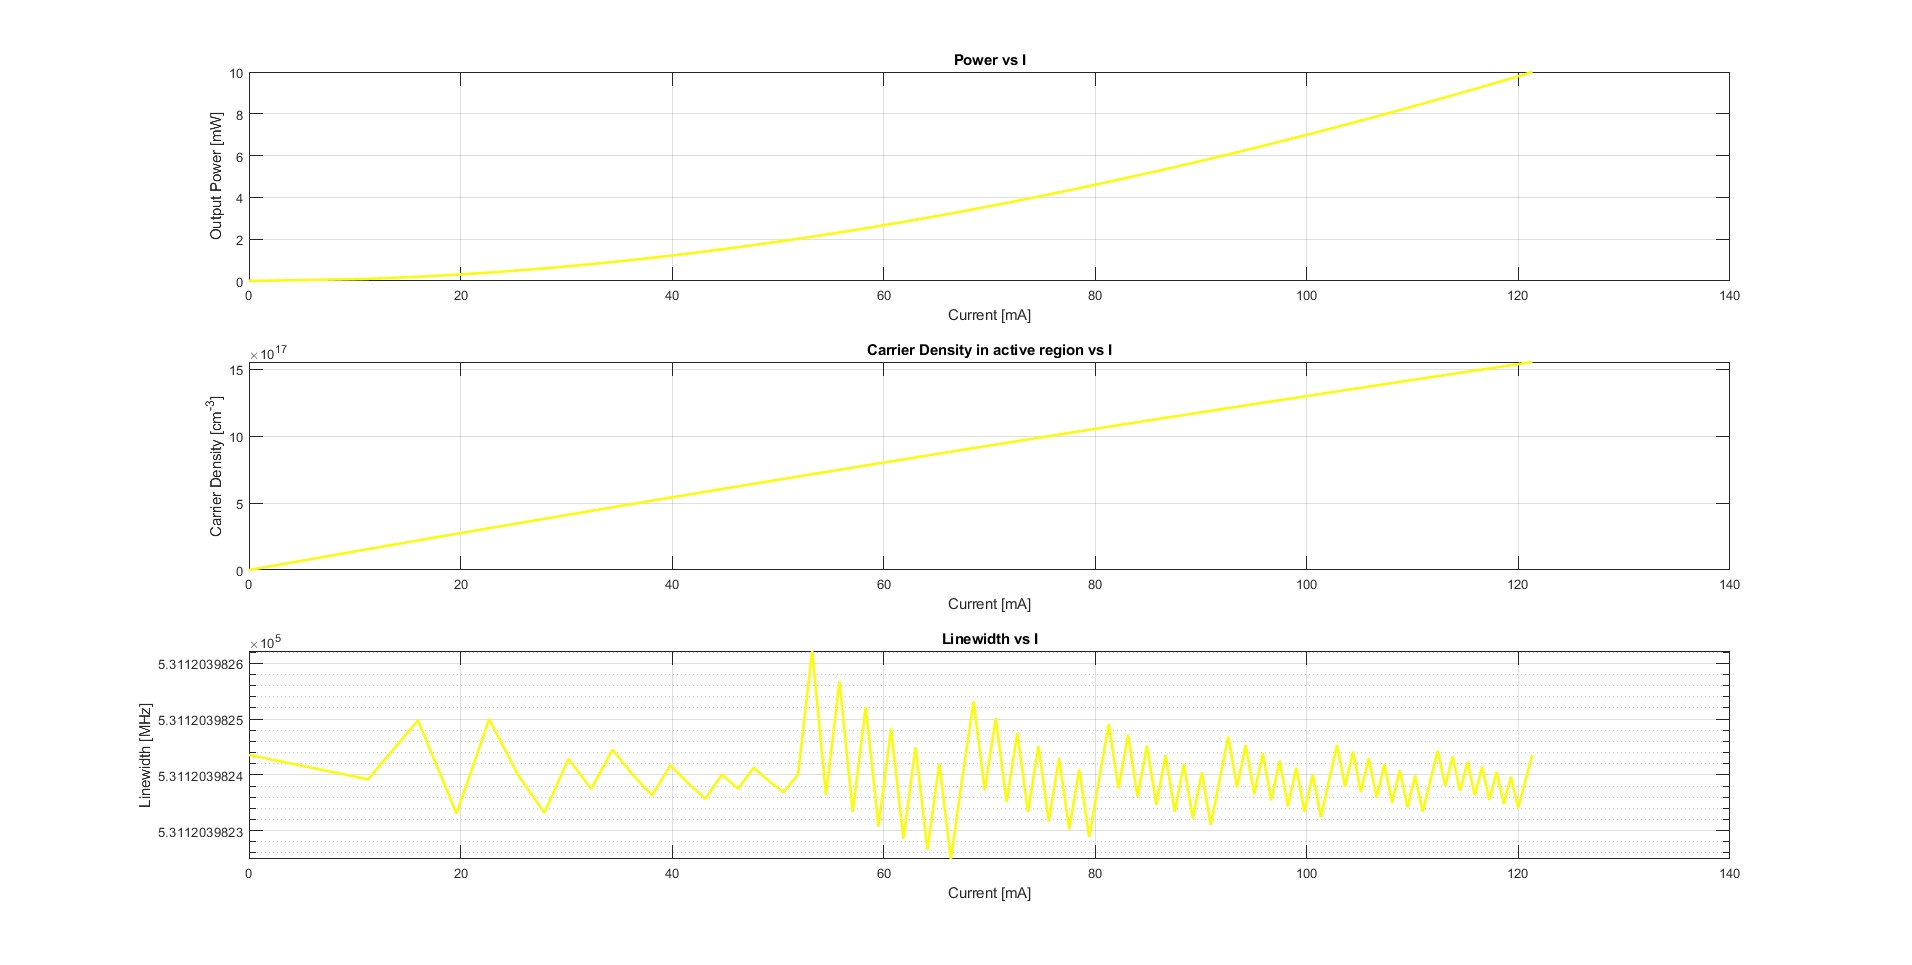 Power vs I
Output Power [mW]
10
8
6
4
2
0
0 20 40 60 80 100 120 140
Current [mA]
Carrier Density in active region vs I
×10^17
Carrier Density [cm^-3]
15
10
5
0
0 20 40 60 80 100 120 140
Current [mA]
Linewidth vs I
×10^5
Linewidth [MHz]
5.3112039826
5.3112039825
5.3112039824
5.3112039823
0 20 40 60 80 100 120 140
Current [mA]